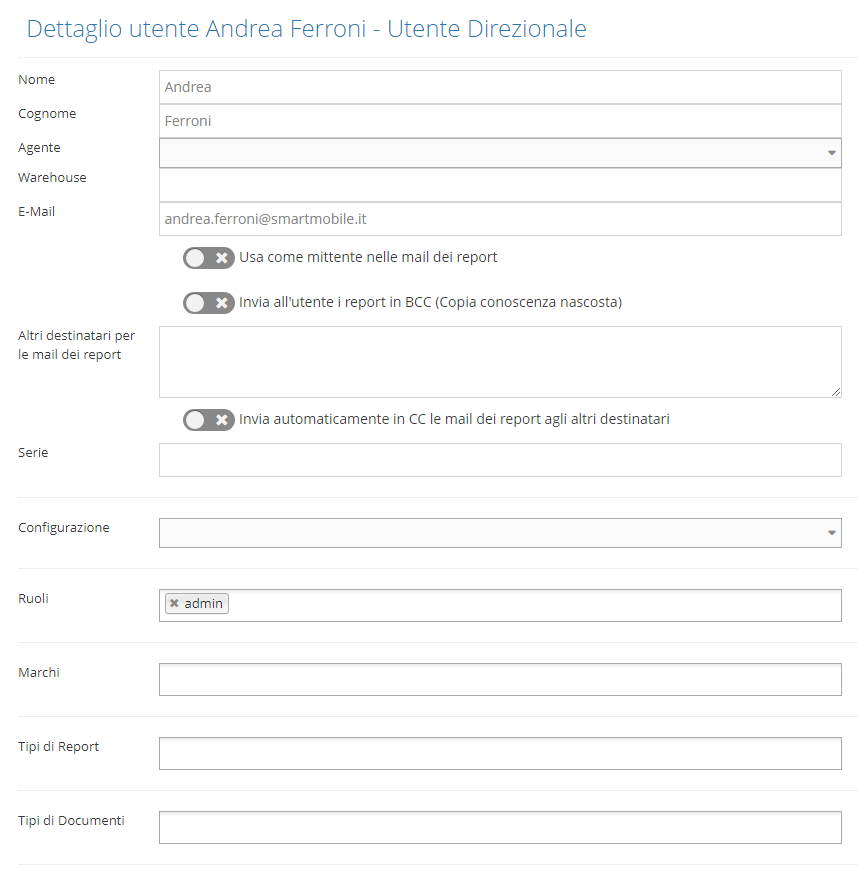 Dettaglio utente Andrea Ferroni - Utente Direzionale
Nome
Andrea
Cognome
Ferroni
Agente
Warehouse
E-Mail
andrea.ferroni@smartmobile.it
Usa come mittente nelle mail dei report
Invia all'utente i report in BCC (Copia conoscenza nascosta)
Altri destinatari per
le mail dei report
Invia automaticamente in CC le mail dei report agli altri destinatari
Serie
Configurazione
Ruoli
admin
Marchi
Tipi di Report
Tipi di Documenti